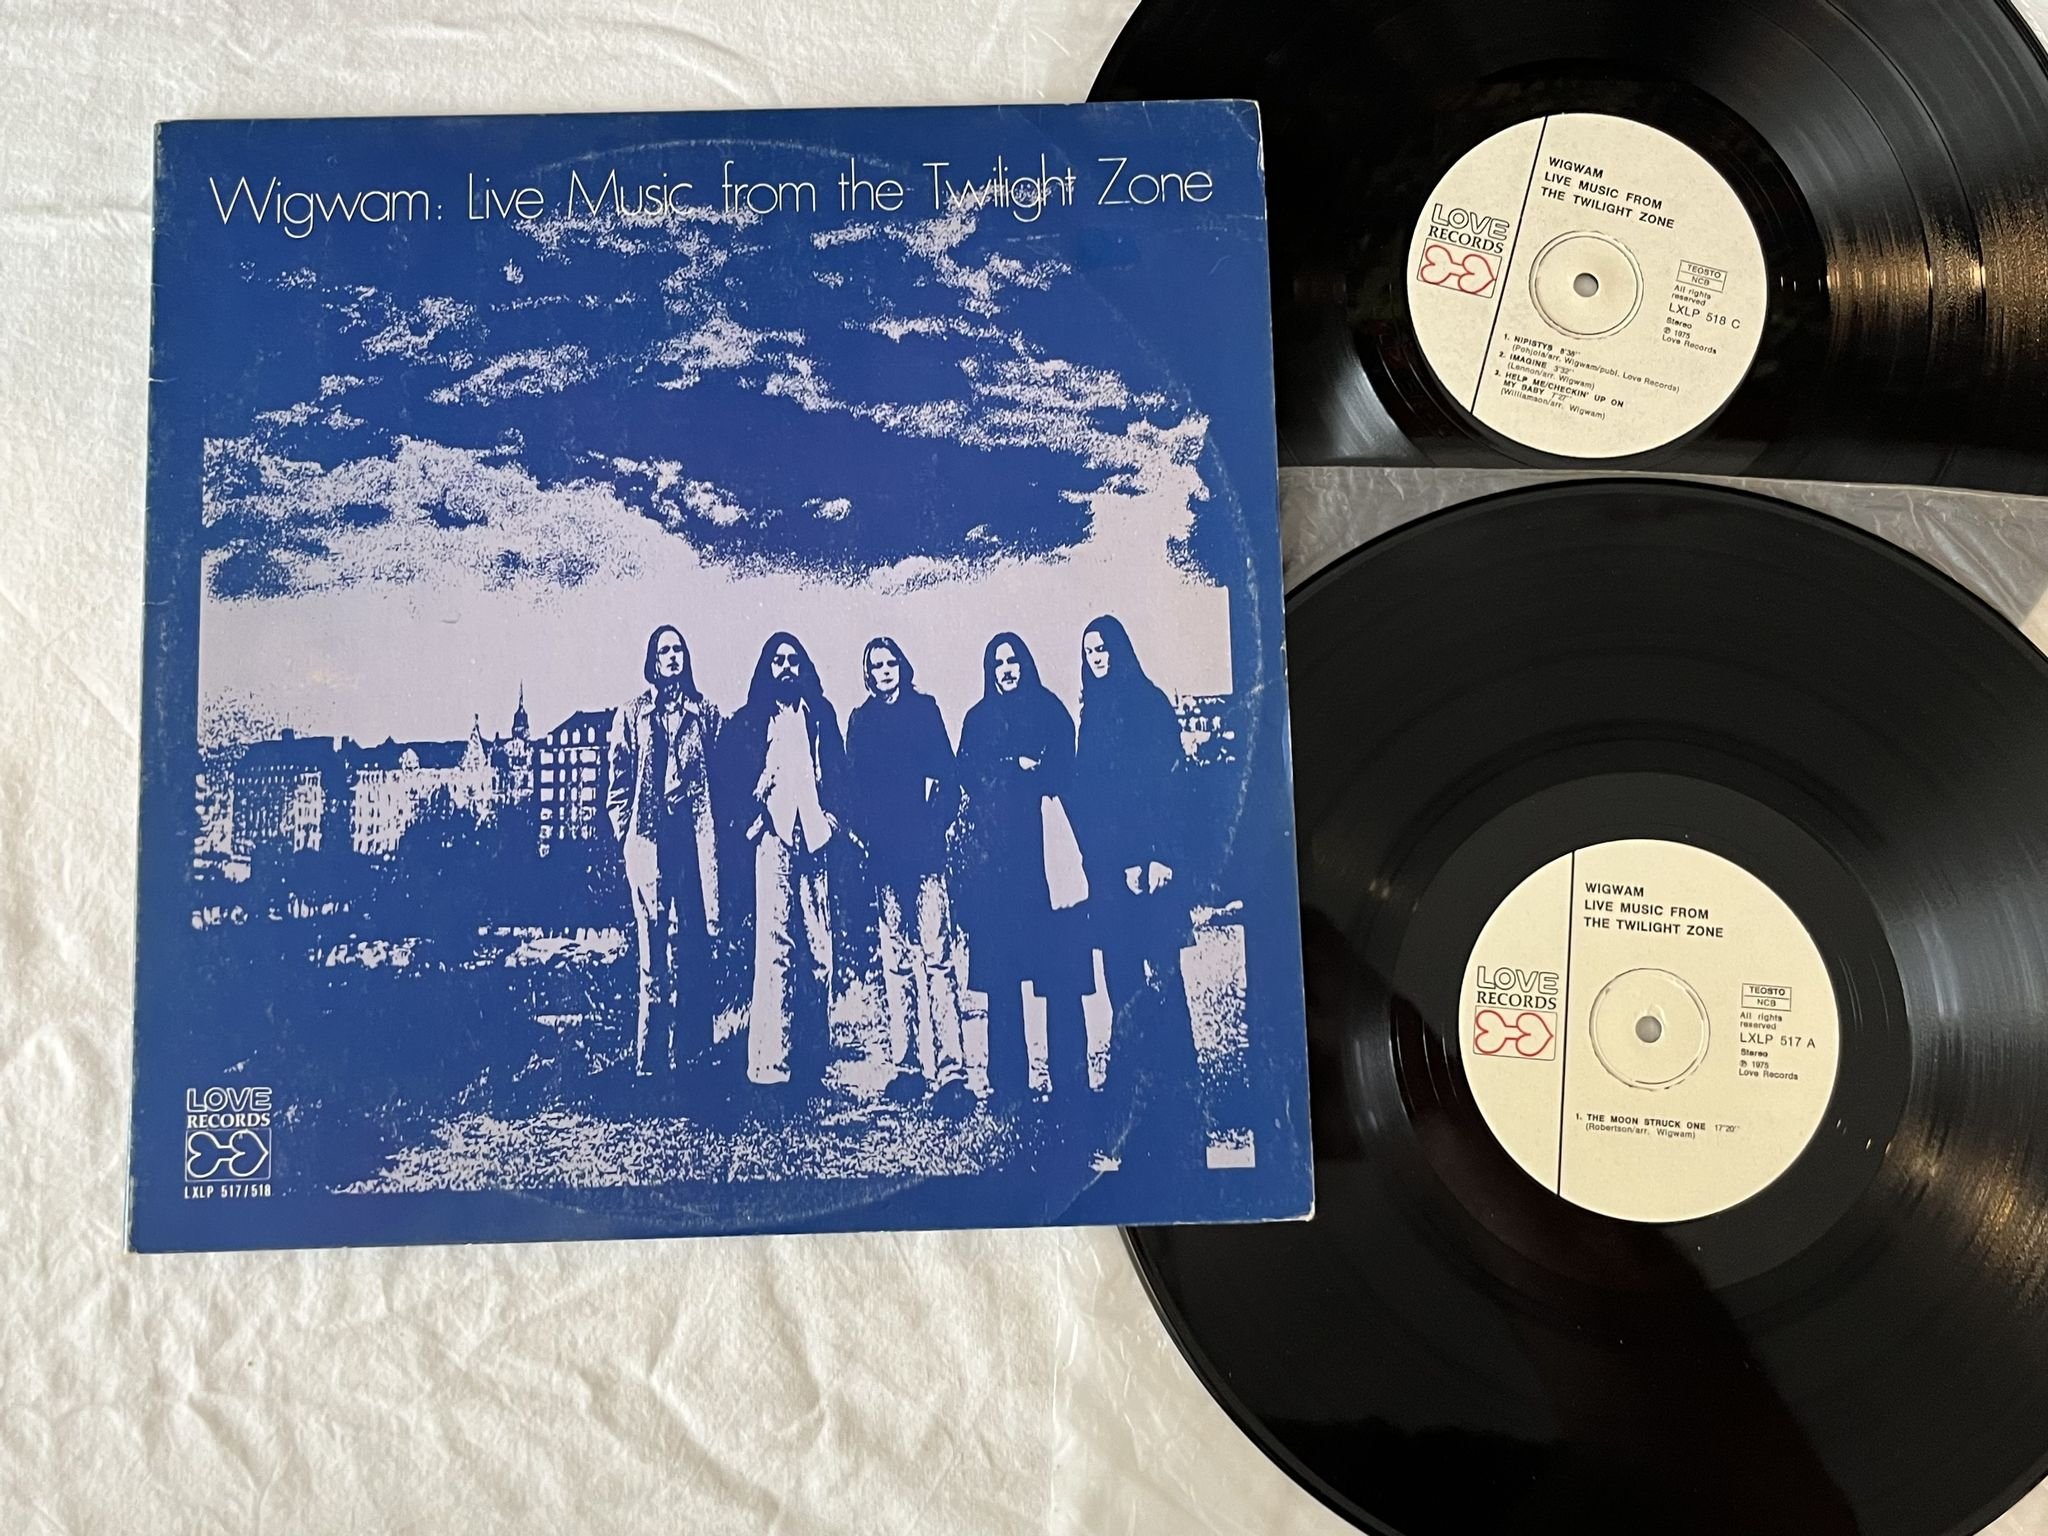 Wigwam: Live Music from the Twilight Zone
LOVE
RECORDS
LXLP 517/518
WIGWAM
LIVE MUSIC FROM
THE TWILIGHT ZONE
LOVE
RECORDS
TEOSTO
NCB
All rights
reserved
LXLP 518 C
Stereo
℗ 1975
Love Records
1. NIPISTYS 8'38''
(Pohjola/arr. Wigwam/publ. Love Records)
2. IMAGINE 3'32''
(Lennon/arr. Wigwam)
3. HELP ME/CHECKIN' UP ON
MY BABY 7'27''
(Williamson/arr. Wigwam)
WIGWAM
LIVE MUSIC FROM
THE TWILIGHT ZONE
LOVE
RECORDS
TEOSTO
NCB
All rights
reserved
LXLP 517 A
Stereo
℗ 1975
Love Records
1. THE MOON STRUCK ONE 17'20''
(Robertson/arr. Wigwam)